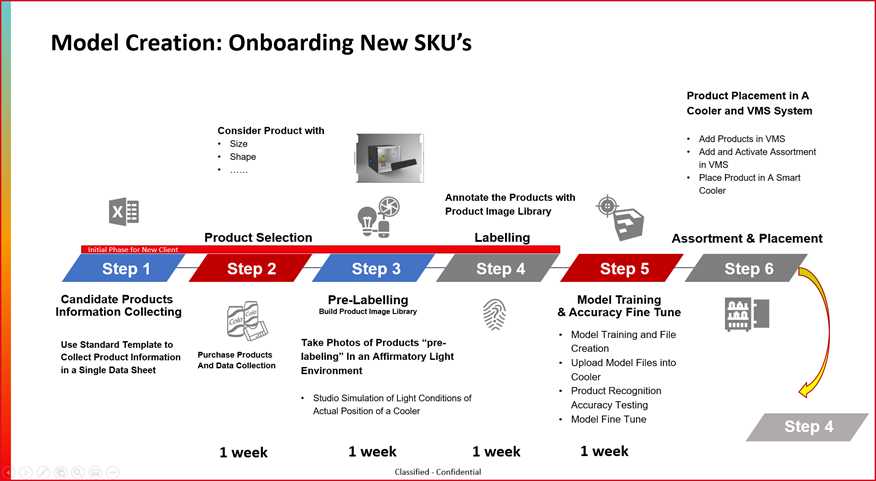 Model Creation: Onboarding New SKU's
Product Placement in A
Cooler and VMS System
• Add Products in VMS
• Add and Activate Assortment
in VMS
• Place Product in A Smart
Cooler
Consider Product with
• Size
• Shape
• ......
Annotate the Products with
Product Image Library
Product Selection
Labelling
Assortment & Placement
Initial Phase for New Client
Step 1
Step 2
Step 3
Step 4
Step 5
Step 6
Candidate Products
Information Collecting
Use Standard Template to
Collect Product Information
in a Single Data Sheet
Cola
Cola
Purchase Products
And Data Collection
Pre-Labelling
Build Product Image Library
Take Photos of Products “pre-
labeling” In an Affirmatory Light
Environment
• Studio Simulation of Light Conditions of
Actual Position of a Cooler
Model Training
& Accuracy Fine Tune
• Model Training and File
Creation
• Upload Model Files into
Cooler
• Product Recognition
Accuracy Testing
• Model Fine Tune
Step 4
1 week
1 week
1 week
1 week
Classified - Confidential